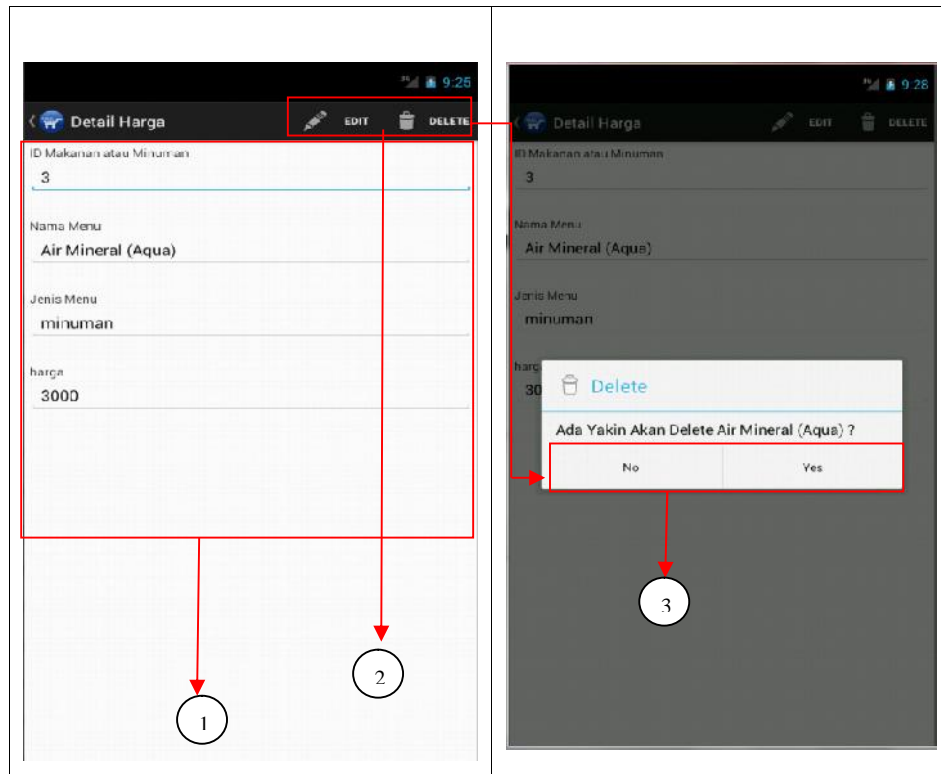 9:25
Detail Harga EDIT DELETE
ID Makanan atau Minuman
3
Nama Menu
Air Mineral (Aqua)
Jenis Menu
minuman
harga
3000
1
2
9:28
Detail Harga EDIT DELETE
ID Makanan atau Minuman
3
Nama Menu
Air Mineral (Aqua)
Jenis Menu
minuman
harg
30
Delete
Ada Yakin Akan Delete Air Mineral (Aqua) ?
No Yes
3